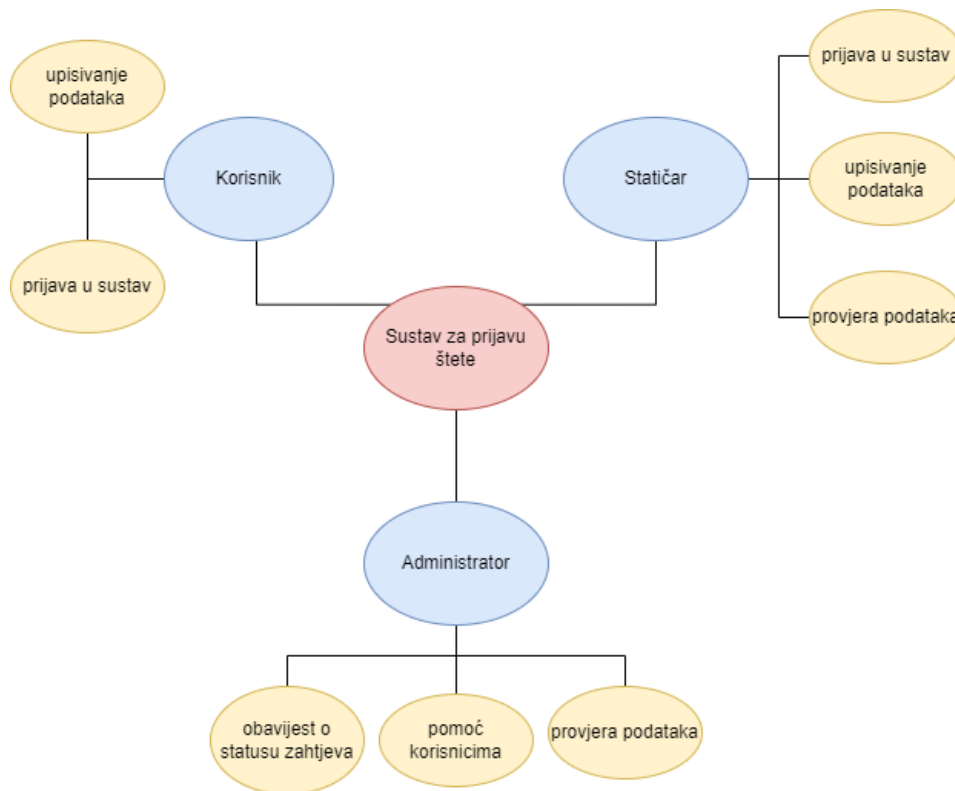 prijava u sustav
upisivanje
podataka
Korisnik
Statičar
upisivanje
podataka
prijava u sustav
provjera podataka
Sustav za prijavu
štete
Administrator
obavijest o
statusu zahtjeva
pomoć
korisnicima
provjera podataka